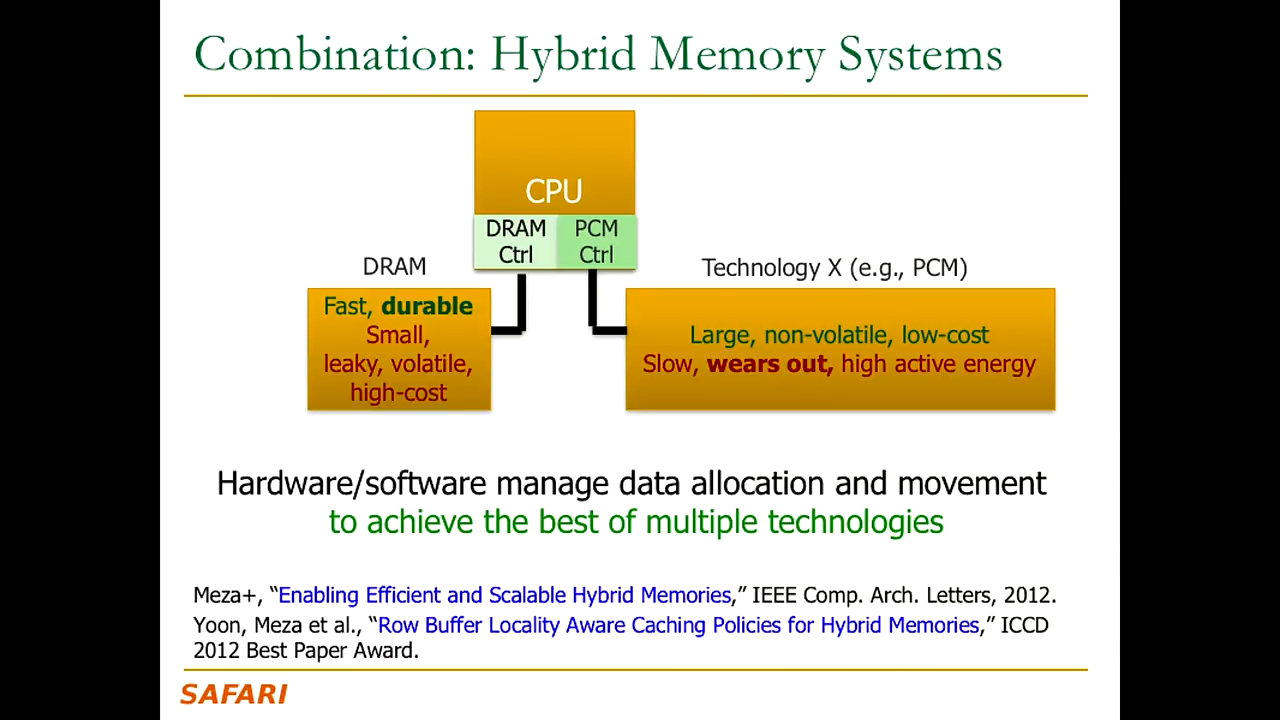 Combination: Hybrid Memory Systems
CPU
DRAM Ctrl
PCM Ctrl
DRAM
Fast, durable
Small,
leaky, volatile,
high-cost
Technology X (e.g., PCM)
Large, non-volatile, low-cost
Slow, wears out, high active energy
Hardware/software manage data allocation and movement
to achieve the best of multiple technologies
Meza+, “Enabling Efficient and Scalable Hybrid Memories,” IEEE Comp. Arch. Letters, 2012.
Yoon, Meza et al., “Row Buffer Locality Aware Caching Policies for Hybrid Memories,” ICCD
2012 Best Paper Award.
SAFARI